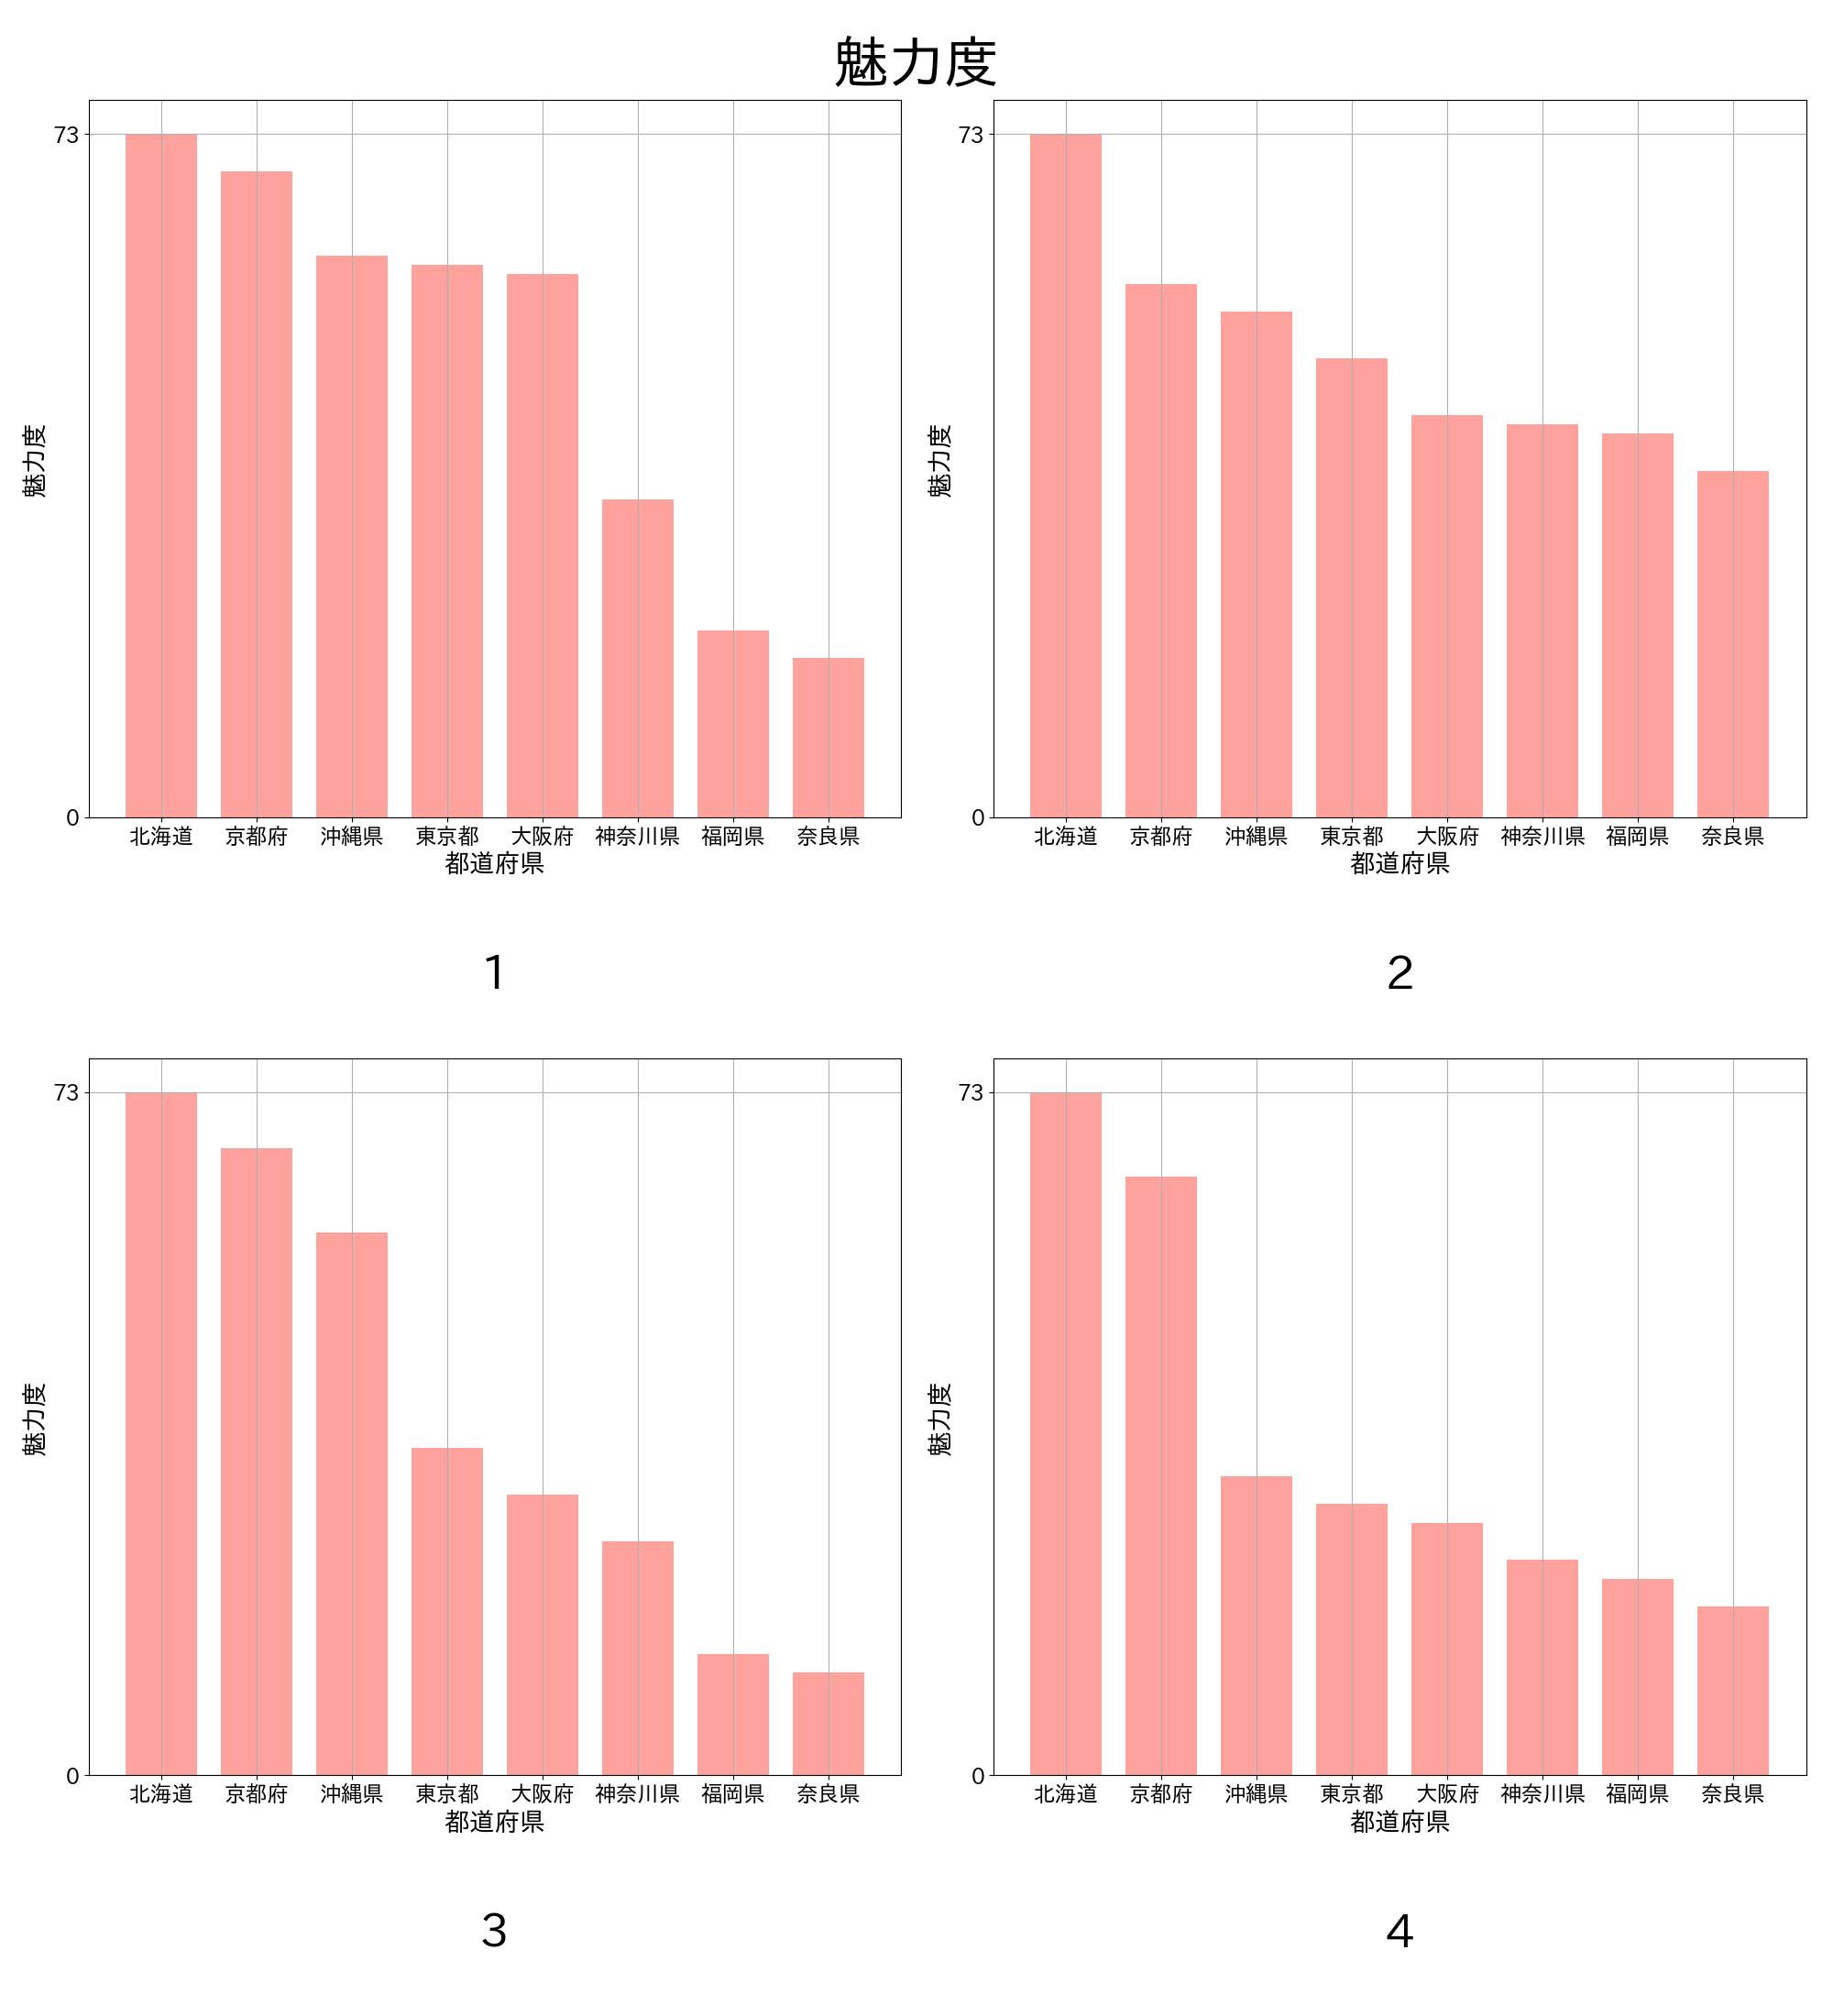 魅力度
73
0
魅力度
北海道 京都府 沖縄県 東京都 大阪府 神奈川県 福岡県 奈良県
都道府県
1
73
0
魅力度
北海道 京都府 沖縄県 東京都 大阪府 神奈川県 福岡県 奈良県
都道府県
2
73
0
魅力度
北海道 京都府 沖縄県 東京都 大阪府 神奈川県 福岡県 奈良県
都道府県
3
73
0
魅力度
北海道 京都府 沖縄県 東京都 大阪府 神奈川県 福岡県 奈良県
都道府県
4